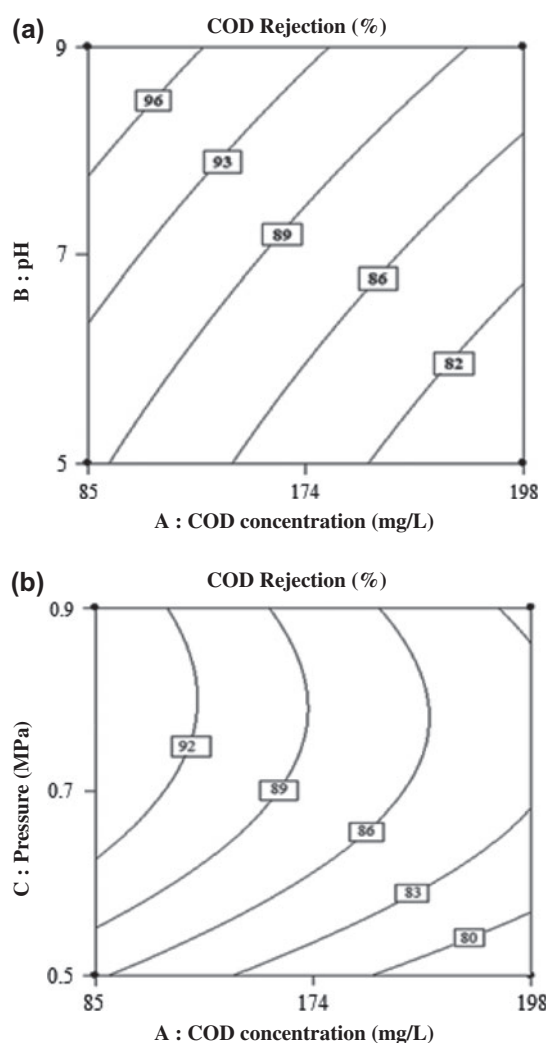 (a)
COD Rejection (%)
9
96
93
B : pH
7
89
86
82
5
85
174
198
A : COD concentration (mg/L)
(b)
COD Rejection (%)
0.9
C : Pressure (MPa)
92
0.7
89
86
83
80
0.5
85
174
198
A : COD concentration (mg/L)